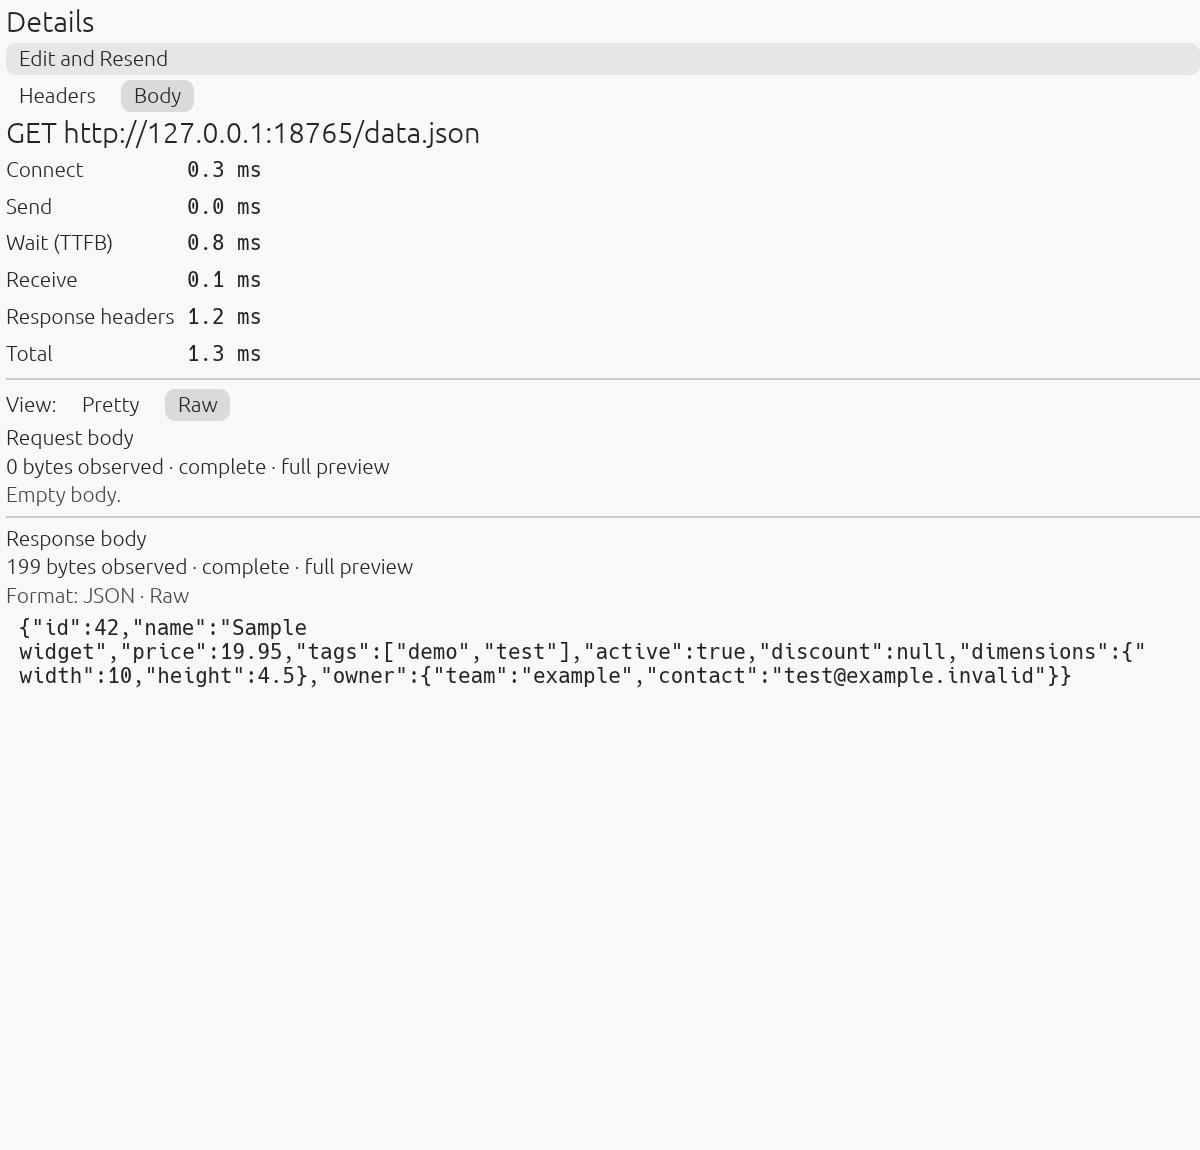 Details
Edit and Resend
Headers Body
GET http://127.0.0.1:18765/data.json
Connect 0.3 ms
Send 0.0 ms
Wait (TTFB) 0.8 ms
Receive 0.1 ms
Response headers 1.2 ms
Total 1.3 ms
View: Pretty Raw
Request body
0 bytes observed · complete · full preview
Empty body.
Response body
199 bytes observed · complete · full preview
Format: JSON · Raw
{"id":42,"name":"Sample
widget","price":19.95,"tags":["demo","test"],"active":true,"discount":null,"dimensions":{"
width":10,"height":4.5},"owner":{"team":"example","contact":"test@example.invalid"}}